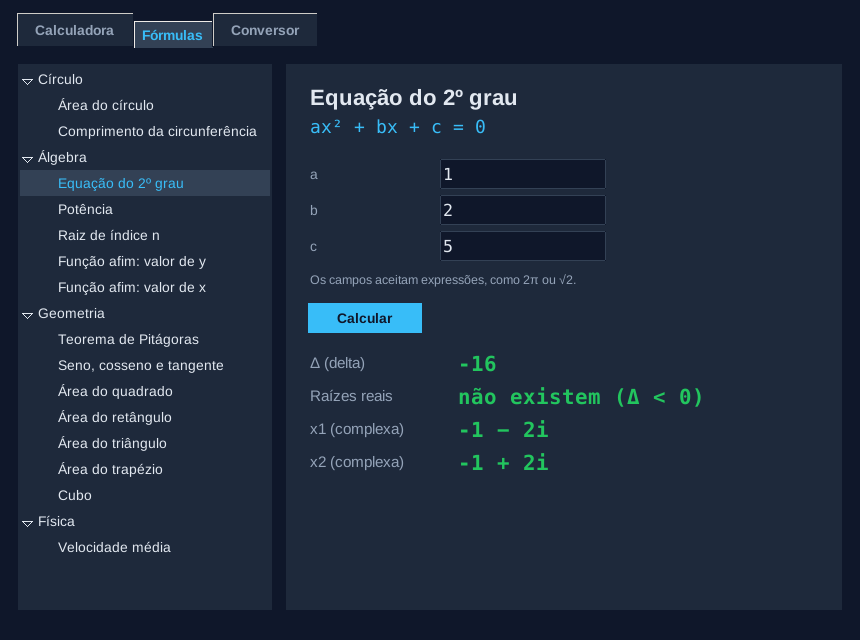 Calculadora
Fórmulas
Conversor
Círculo
Área do círculo
Comprimento da circunferência
Álgebra
Equação do 2º grau
Potência
Raiz de índice n
Função afim: valor de y
Função afim: valor de x
Geometria
Teorema de Pitágoras
Seno, cosseno e tangente
Área do quadrado
Área do retângulo
Área do triângulo
Área do trapézio
Cubo
Física
Velocidade média
Equação do 2º grau
ax² + bx + c = 0
a 1
b 2
c 5
Os campos aceitam expressões, como 2π ou √2.
Calcular
Δ (delta) -16
Raízes reais não existem (Δ < 0)
x1 (complexa) -1 − 2i
x2 (complexa) -1 + 2i